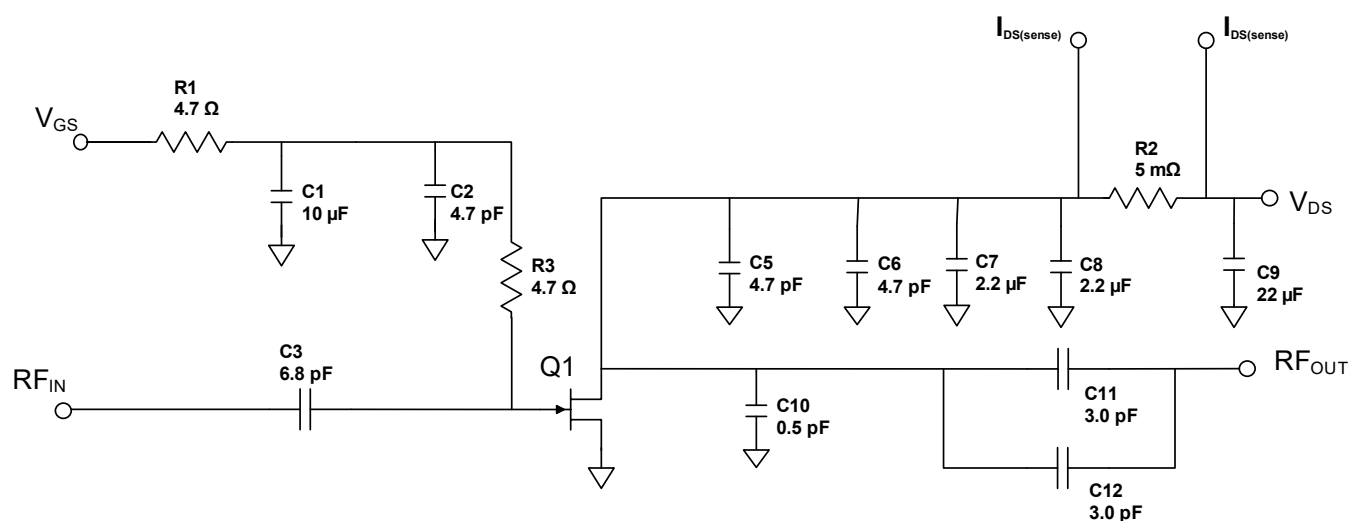 I_DS(sense)
I_DS(sense)
R1
4.7 Ω
V_GS
R2
5 mΩ
C1
10 µF
C2
4.7 pF
V_DS
R3
4.7 Ω
C5
4.7 pF
C6
4.7 pF
C7
2.2 µF
C8
2.2 µF
C9
22 µF
C3
6.8 pF
RF_IN
Q1
RF_OUT
C10
0.5 pF
C11
3.0 pF
C12
3.0 pF